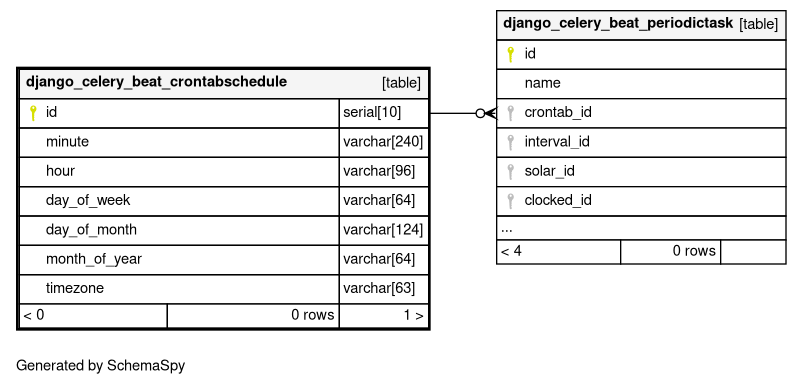 django_celery_beat_crontabschedule [table]
id serial[10]
minute varchar[240]
hour varchar[96]
day_of_week varchar[64]
day_of_month varchar[124]
month_of_year varchar[64]
timezone varchar[63]
< 0 0 rows 1 >
django_celery_beat_periodictask [table]
id
name
crontab_id
interval_id
solar_id
clocked_id
...
< 4 0 rows
Generated by SchemaSpy